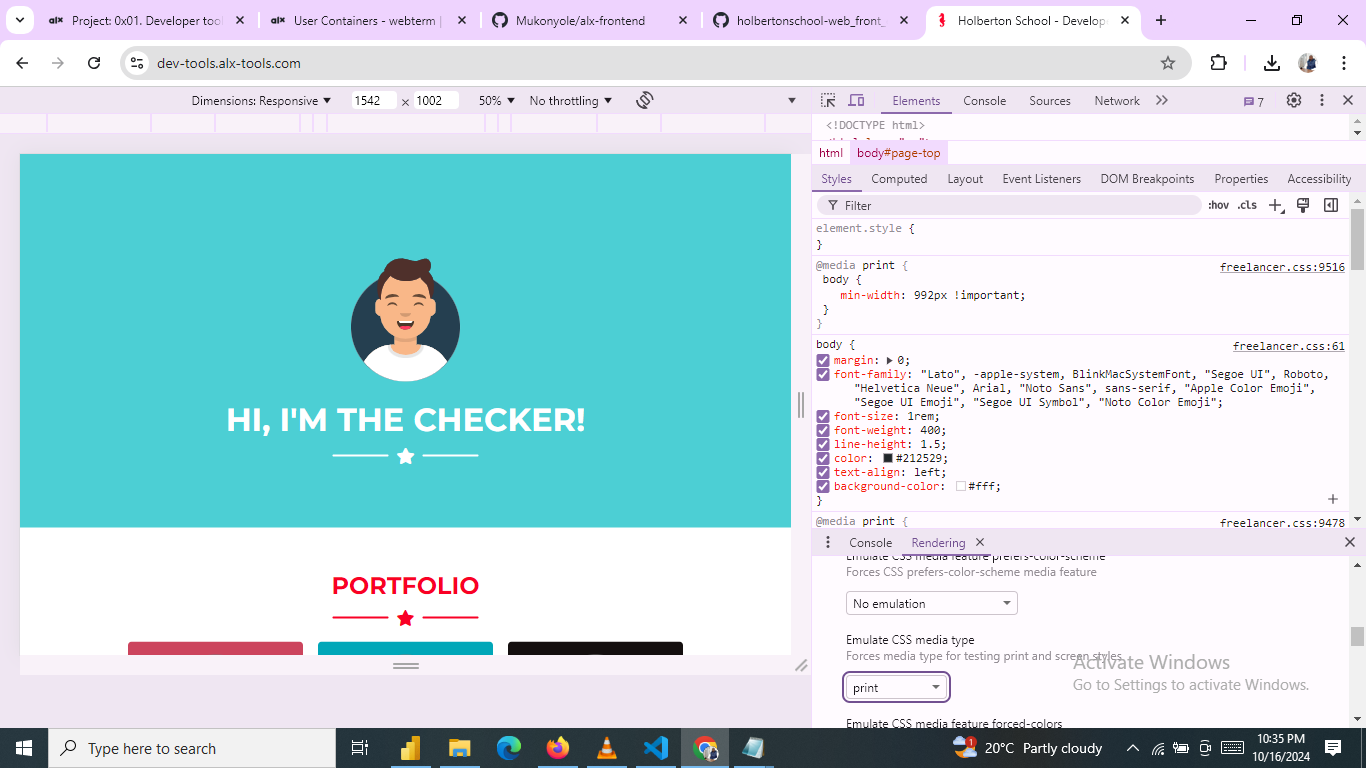 alx Project: 0x01. Developer tool
alx User Containers - webterm |
Mukonyole/alx-frontend
holbertonschool-web_front_
Holberton School - Develope
dev-tools.alx-tools.com
Dimensions: Responsive 1542 × 1002 50% No throttling
Elements Console Sources Network 7
<!DOCTYPE html>
html body#page-top
Styles Computed Layout Event Listeners DOM Breakpoints Properties Accessibility
Filter :hov .cls
element.style {
}
@media print { freelancer.css:9516
body {
min-width: 992px !important;
}
}
body { freelancer.css:61
margin: 0;
font-family: "Lato", -apple-system, BlinkMacSystemFont, "Segoe UI", Roboto,
"Helvetica Neue", Arial, "Noto Sans", sans-serif, "Apple Color Emoji",
"Segoe UI Emoji", "Segoe UI Symbol", "Noto Color Emoji";
font-size: 1rem;
font-weight: 400;
line-height: 1.5;
color: #212529;
text-align: left;
background-color: #fff;
}
@media print { freelancer.css:9478
HI, I'M THE CHECKER!
PORTFOLIO
Console Rendering
Emulate CSS media feature prefers-color-scheme
Forces CSS prefers-color-scheme media feature
No emulation
Emulate CSS media type
Forces media type for testing print and screen styles
print
Emulate CSS media feature forced-colors
Activate Windows
Go to Settings to activate Windows.
Type here to search
1
20°C Partly cloudy
10:35 PM
10/16/2024